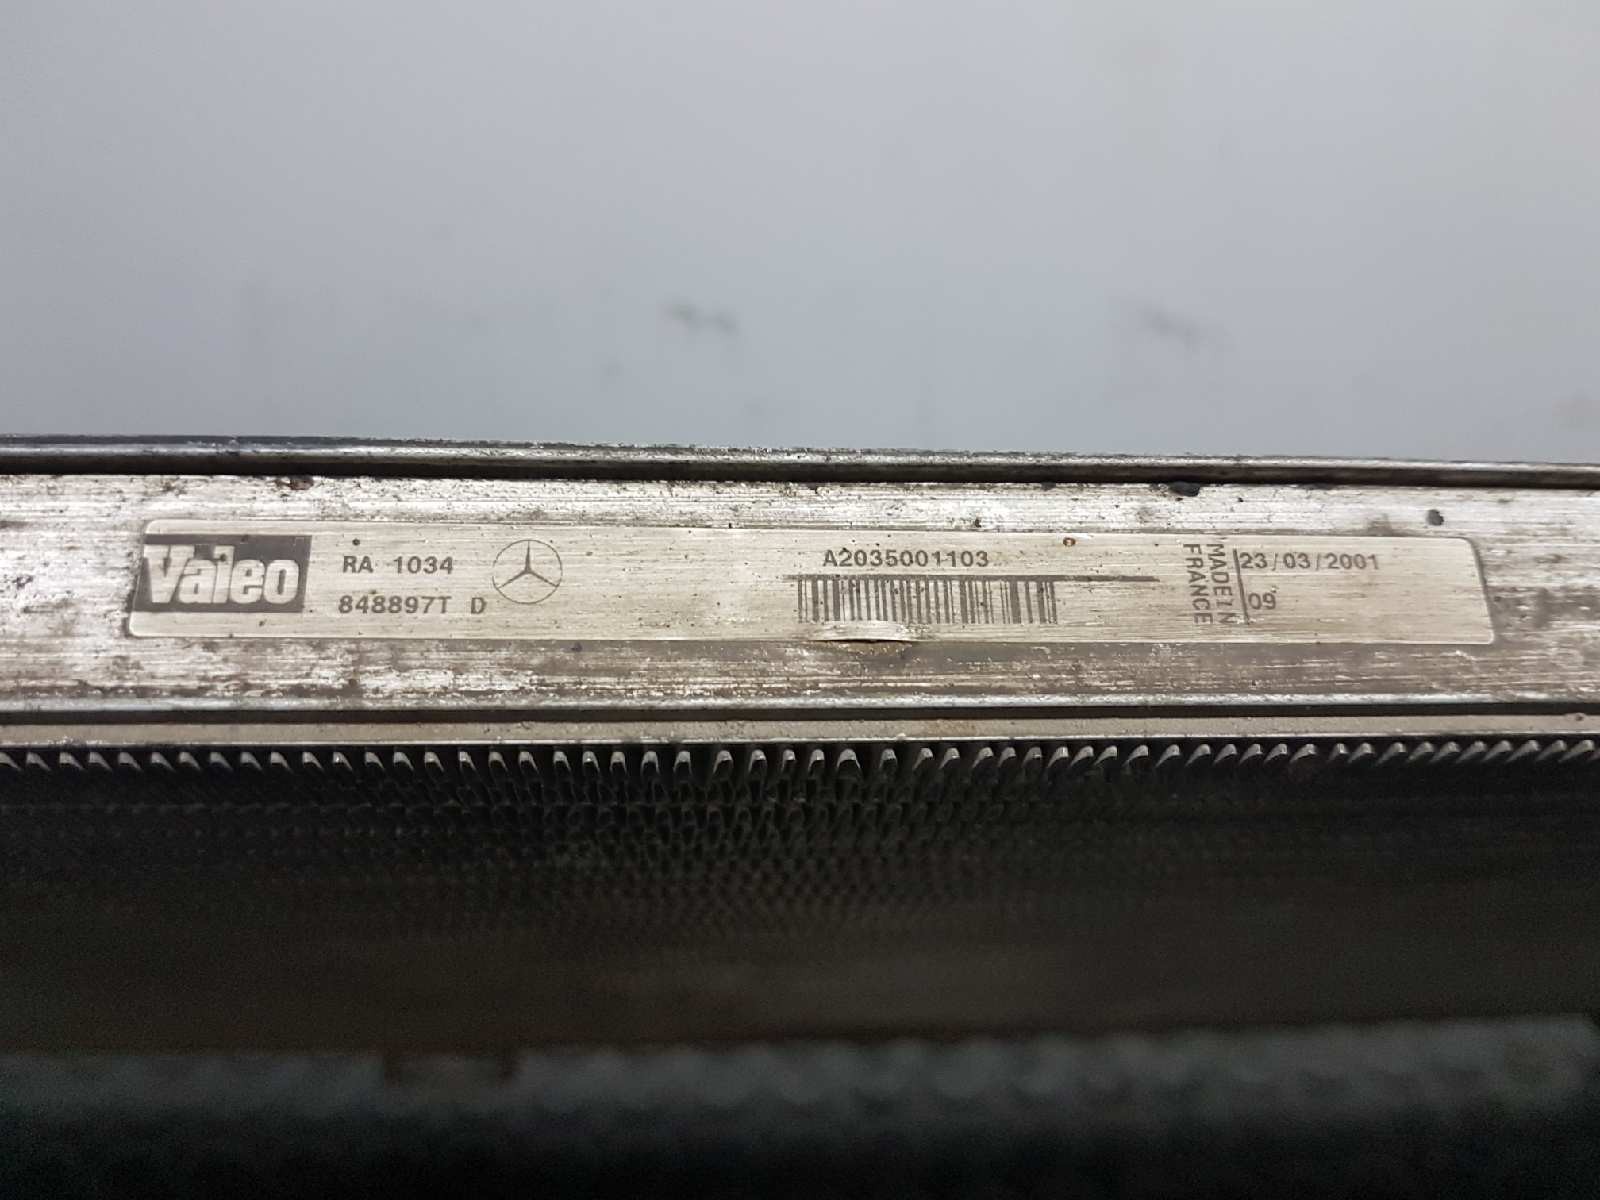 Valeo
RA 1034
848897T D
A2035001103
MADE IN
FRANCE
23/03/2001
09